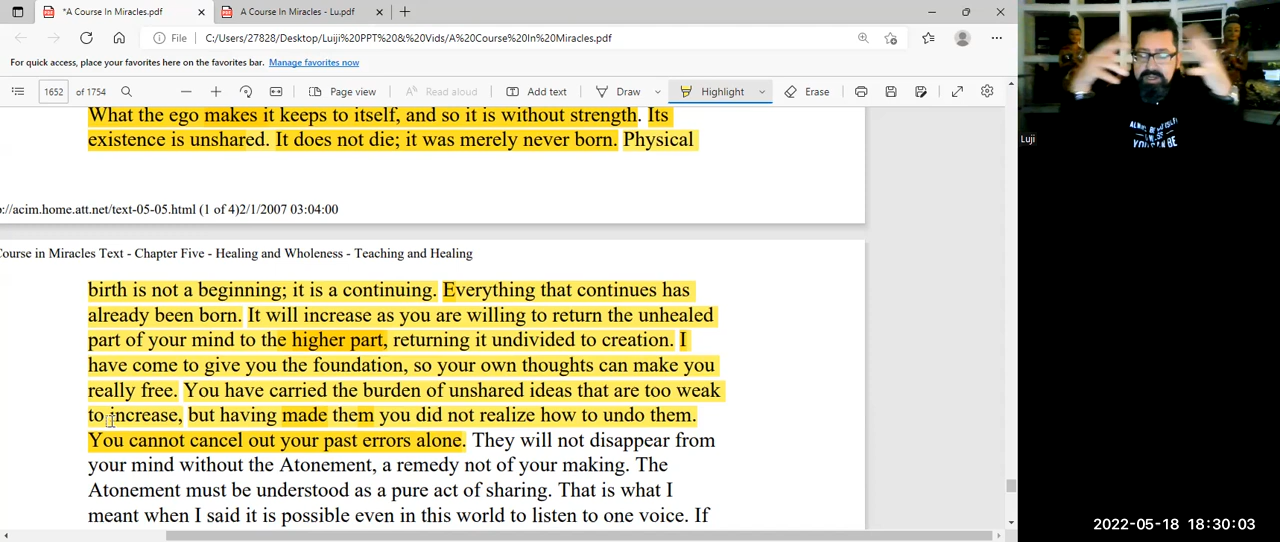 *A Course In Miracles.pdf
A Course In Miracles - Lu.pdf
File
C:/Users/27828/Desktop/Luiji%20PPT%20&%20Vids/A%20Course%20In%20Miracles.pdf
For quick access, place your favorites here on the favorites bar. Manage favorites now
1652 of 1754
Page view
Read aloud
Add text
Draw
Highlight
Erase
What the ego makes it keeps to itself, and so it is without strength. Its
existence is unshared. It does not die; it was merely never born. Physical
://acim.home.att.net/text-05-05.html (1 of 4)2/1/2007 03:04:00
Course in Miracles Text - Chapter Five - Healing and Wholeness - Teaching and Healing
birth is not a beginning; it is a continuing. Everything that continues has
already been born. It will increase as you are willing to return the unhealed
part of your mind to the higher part, returning it undivided to creation. I
have come to give you the foundation, so your own thoughts can make you
really free. You have carried the burden of unshared ideas that are too weak
to increase, but having made them you did not realize how to undo them.
You cannot cancel out your past errors alone. They will not disappear from
your mind without the Atonement, a remedy not of your making. The
Atonement must be understood as a pure act of sharing. That is what I
meant when I said it is possible even in this world to listen to one voice. If
Luji
YOU CAN BE
2022-05-18 18:30:03